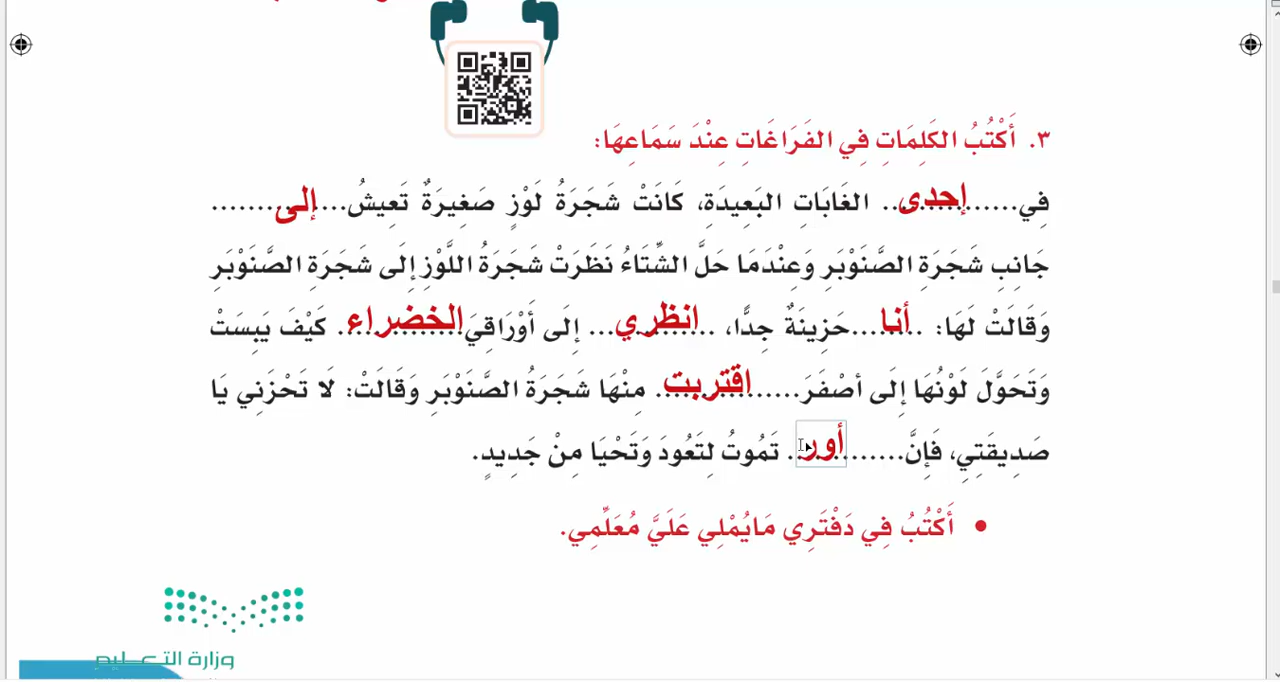 ٣. أَكْتُبُ الكَلِمَاتِ فِي الفَرَاغَاتِ عِنْدَ سَمَاعِهَا:
فِي.......إحدى....... الغَابَاتِ البَعِيدَةِ، كَانَتْ شَجَرَةُ لَوْزٍ صَغِيرَةٌ تَعِيشُ....إلى........
جَانِبِ شَجَرَةِ الصَّنَوْبَرِ وَعِنْدَمَا حَلَّ الشِّتَاءُ نَظَرَتْ شَجَرَةُ اللَّوْزِ إِلَى شَجَرَةِ الصَّنَوْبَرِ
وَقَالَتْ لَهَا: ..أنا....حَزِينَةٌ جِدًّا، ..انظري... إِلَى أَوْرَاقِيَ....الخضراء.. كَيْفَ يَبِسَتْ
وَتَحَوَّلَ لَوْنُهَا إِلَى أَصْفَرَ.....اقتربت.. مِنْهَا شَجَرَةُ الصَّنَوْبَرِ وَقَالَتْ: لَا تَحْزَنِي يَا
صَدِيقَتِي، فَإِنَّ......أور.. تَمُوتُ لِتَعُودَ وَتَحْيَا مِنْ جَدِيدٍ.
• أَكْتُبُ فِي دَفْتَرِي مَايُمْلِي عَلَيَّ مُعَلِّمِي.
وزارة التعليم